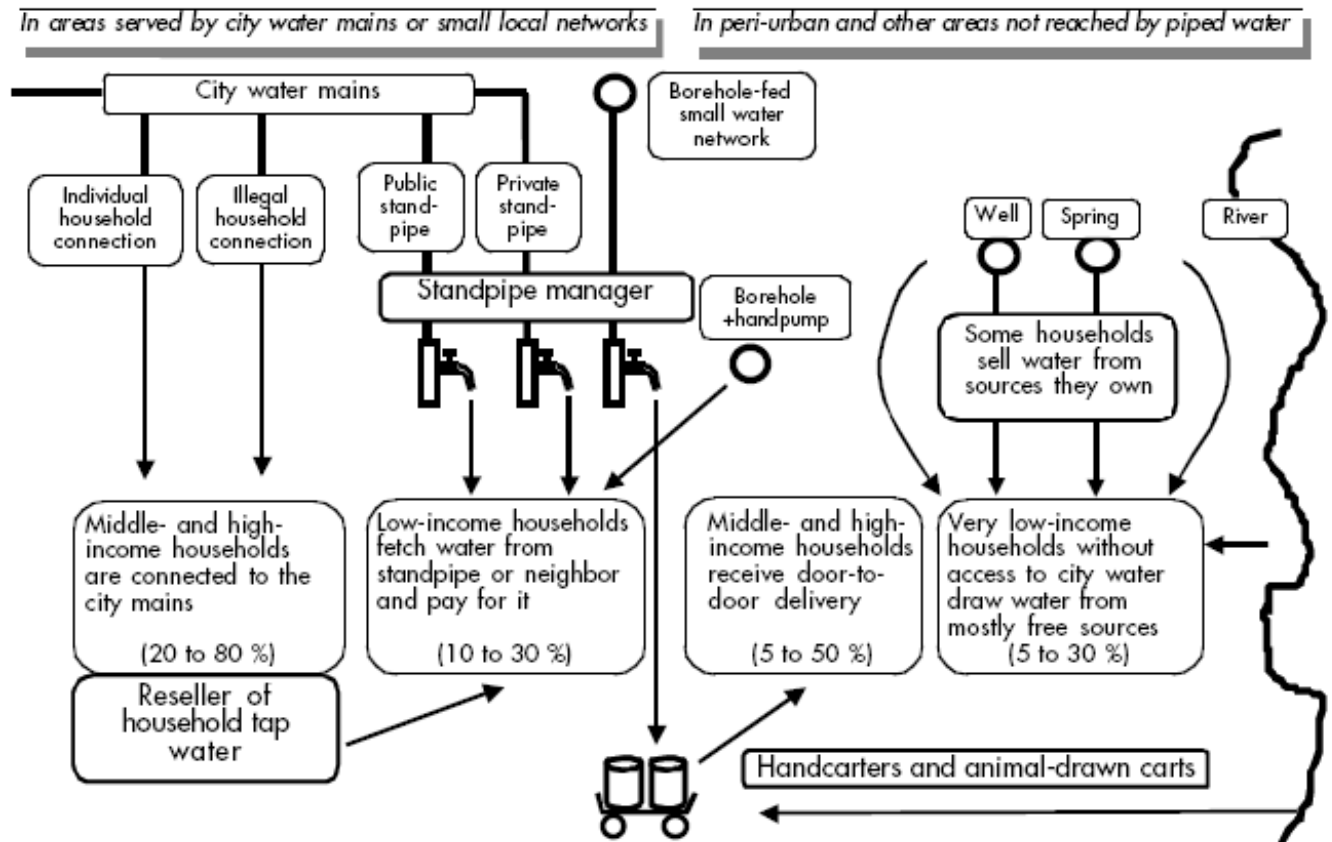 In areas served by city water mains or small local networks
In peri-urban and other areas not reached by piped water
City water mains
Borehole-fed
small water
network
Individual
household
connection
Illegal
household
connection
Public
stand-
pipe
Private
stand-
pipe
Well
Spring
River
Standpipe manager
Borehole
+handpump
Some households
sell water from
sources they own
Middle- and high-
income households
are connected to the
city mains
(20 to 80 %)
Low-income households
fetch water from
standpipe or neighbor
and pay for it
(10 to 30 %)
Middle- and high-
income households
receive door-to-
door delivery
(5 to 50 %)
Very low-income
households without
access to city water
draw water from
mostly free sources
(5 to 30 %)
Reseller of
household tap
water
Handcarters and animal-drawn carts